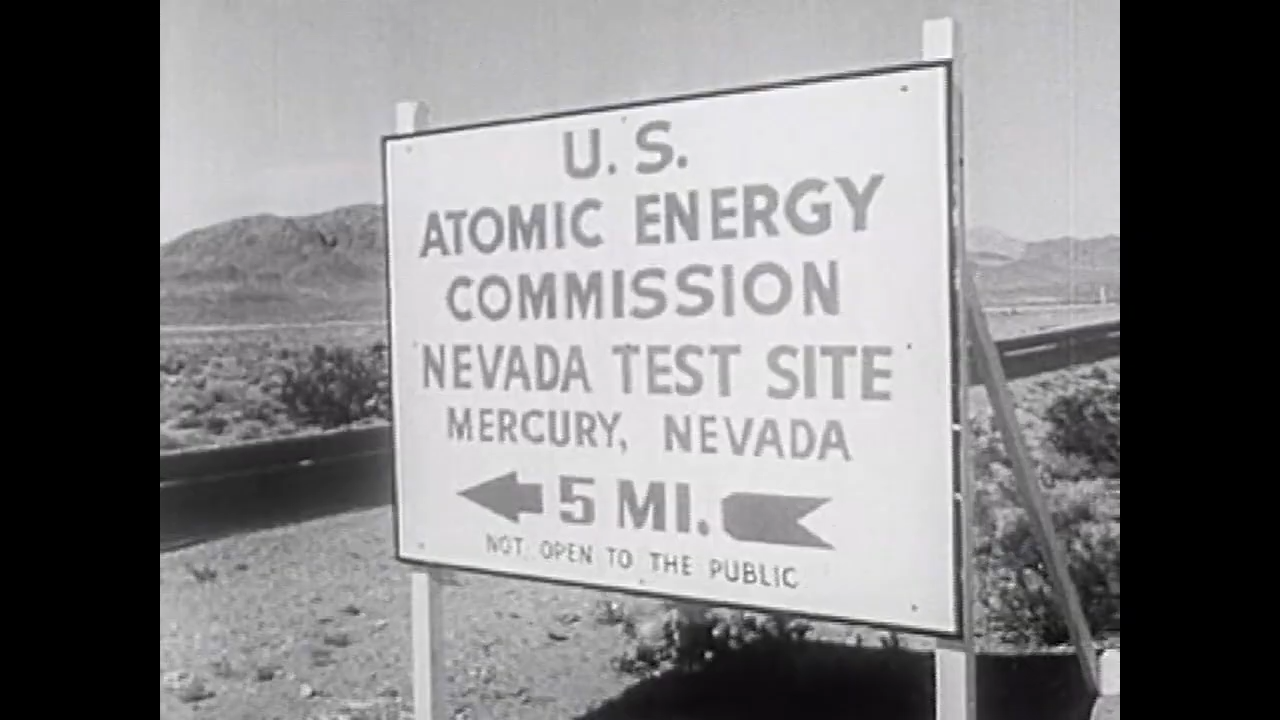 U. S.
ATOMIC ENERGY
COMMISSION
NEVADA TEST SITE
MERCURY, NEVADA
5 MI.
NOT OPEN TO THE PUBLIC